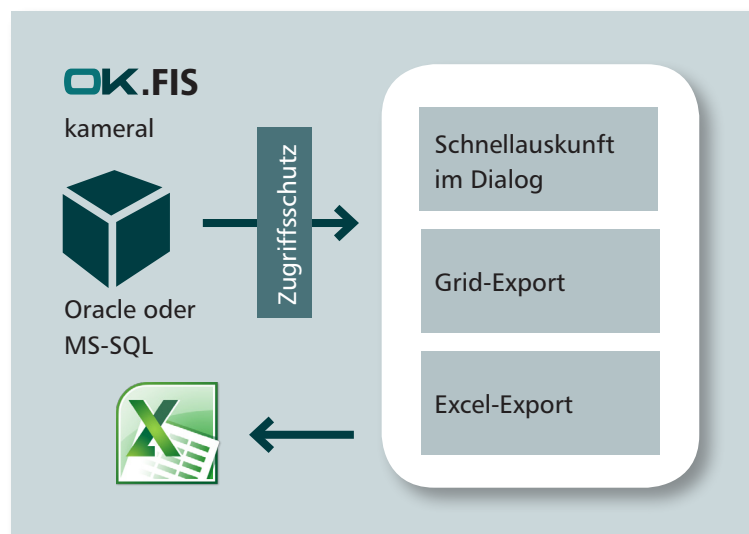 OK.FIS
kameral
Oracle oder
MS-SQL
Zugriffsschutz
Schnellauskunft
im Dialog
Grid-Export
Excel-Export
X